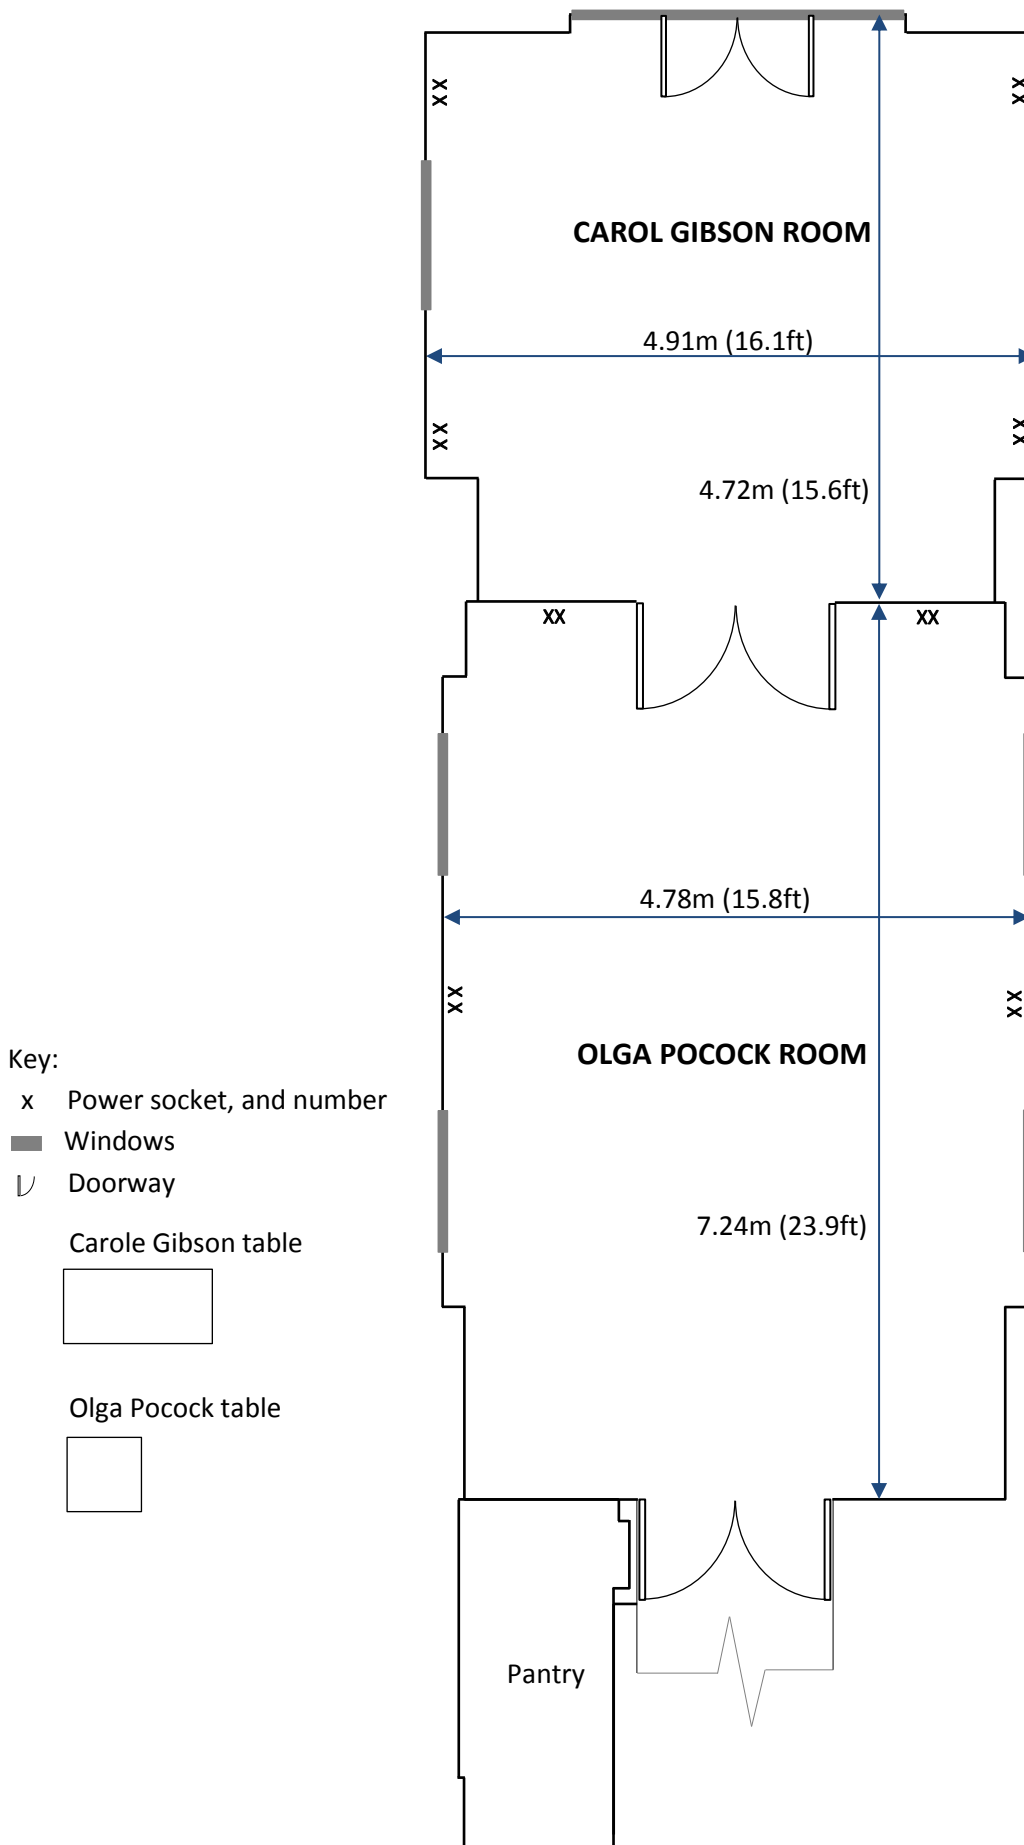 XX
XX
CAROL GIBSON ROOM
4.91m (16.1ft)
XX
XX
4.72m (15.6ft)
XX
XX
4.78m (15.8ft)
XX
XX
OLGA POCOCK ROOM
Key:
x Power socket, and number
Windows
Doorway
7.24m (23.9ft)
Carole Gibson table
Olga Pocock table
Pantry